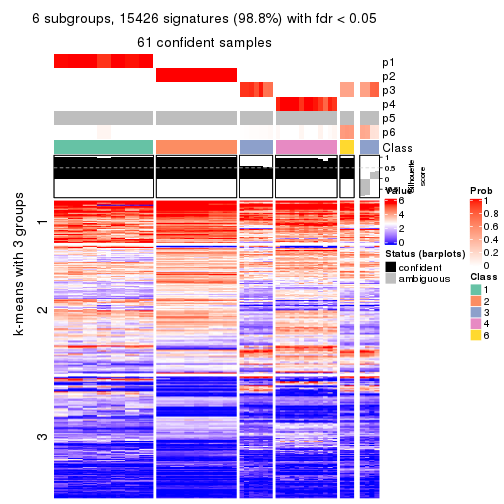 6 subgroups, 15426 signatures (98.8%) with fdr < 0.05
61 confident samples
p1
p2
p3
p4
p5
p6
Class
1
0.5
0
Silhouette
score
k-means with 3 groups
1
2
3
Value
6
4
2
0
Status (barplots)
confident
ambiguous
Prob
1
0.8
0.6
0.4
0.2
0
Class
1
2
3
4
6